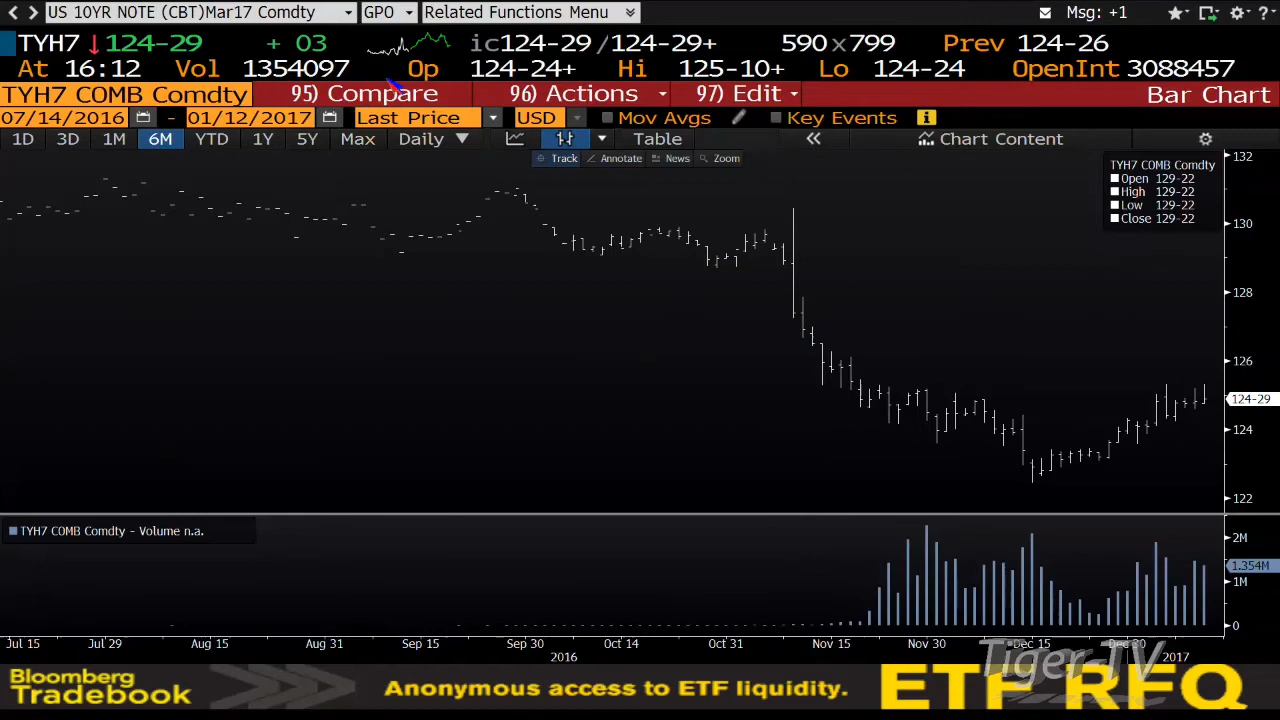 US 10YR NOTE (CBT)Mar17 Comdty GPO Related Functions Menu Msg: +1
TYH7 124-29 + 03 ic124-29 /124-29+ 590x799 Prev 124-26
At 16:12 Vol 1354097 Op 124-24+ Hi 125-10+ Lo 124-24 OpenInt 3088457
TYH7 COMB Comdty 95) Compare 96) Actions 97) Edit Bar Chart
07/14/2016 - 01/12/2017 Last Price USD Mov Avgs Key Events
1D 3D 1M 6M YTD 1Y 5Y Max Daily Table Chart Content
Track Annotate News Zoom
132
TYH7 COMB Comdty
Open 129-22
High 129-22
Low 129-22
Close 129-22
130
128
126
124-29
124
122
TYH7 COMB Comdty - Volume n.a.
2M
1.354M
1M
0
Jul 15 Jul 29 Aug 15 Aug 31 Sep 15 Sep 30 Oct 14 Oct 31 Nov 15 Nov 30 Dec 15 Dec 30
2016 2017
Tiger-TV
Bloomberg
Tradebook
Anonymous access to ETF liquidity.
ETF RFQ